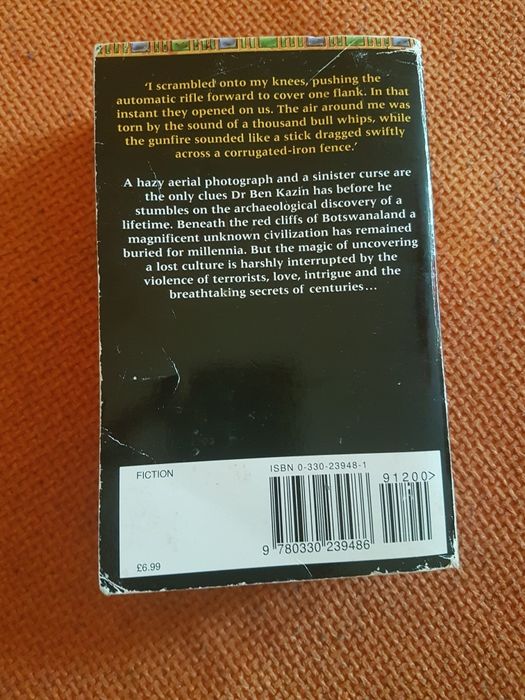 'I scrambled onto my knees, pushing the
automatic rifle forward to cover one flank. In that
instant they opened on us. The air around me was
torn by the sound of a thousand bull whips, while
the gunfire sounded like a stick dragged swiftly
across a corrugated-iron fence.'
A hazy aerial photograph and a sinister curse are
the only clues Dr Ben Kazin has before he
stumbles on the archaeological discovery of a
lifetime. Beneath the red cliffs of Botswanaland a
magnificent unknown civilization has remained
buried for millennia. But the magic of uncovering
a lost culture is harshly interrupted by the
violence of terrorists, love, intrigue and the
breathtaking secrets of centuries...
FICTION
ISBN 0-330-23948-1
91200>
9 780330 239486
£6.99